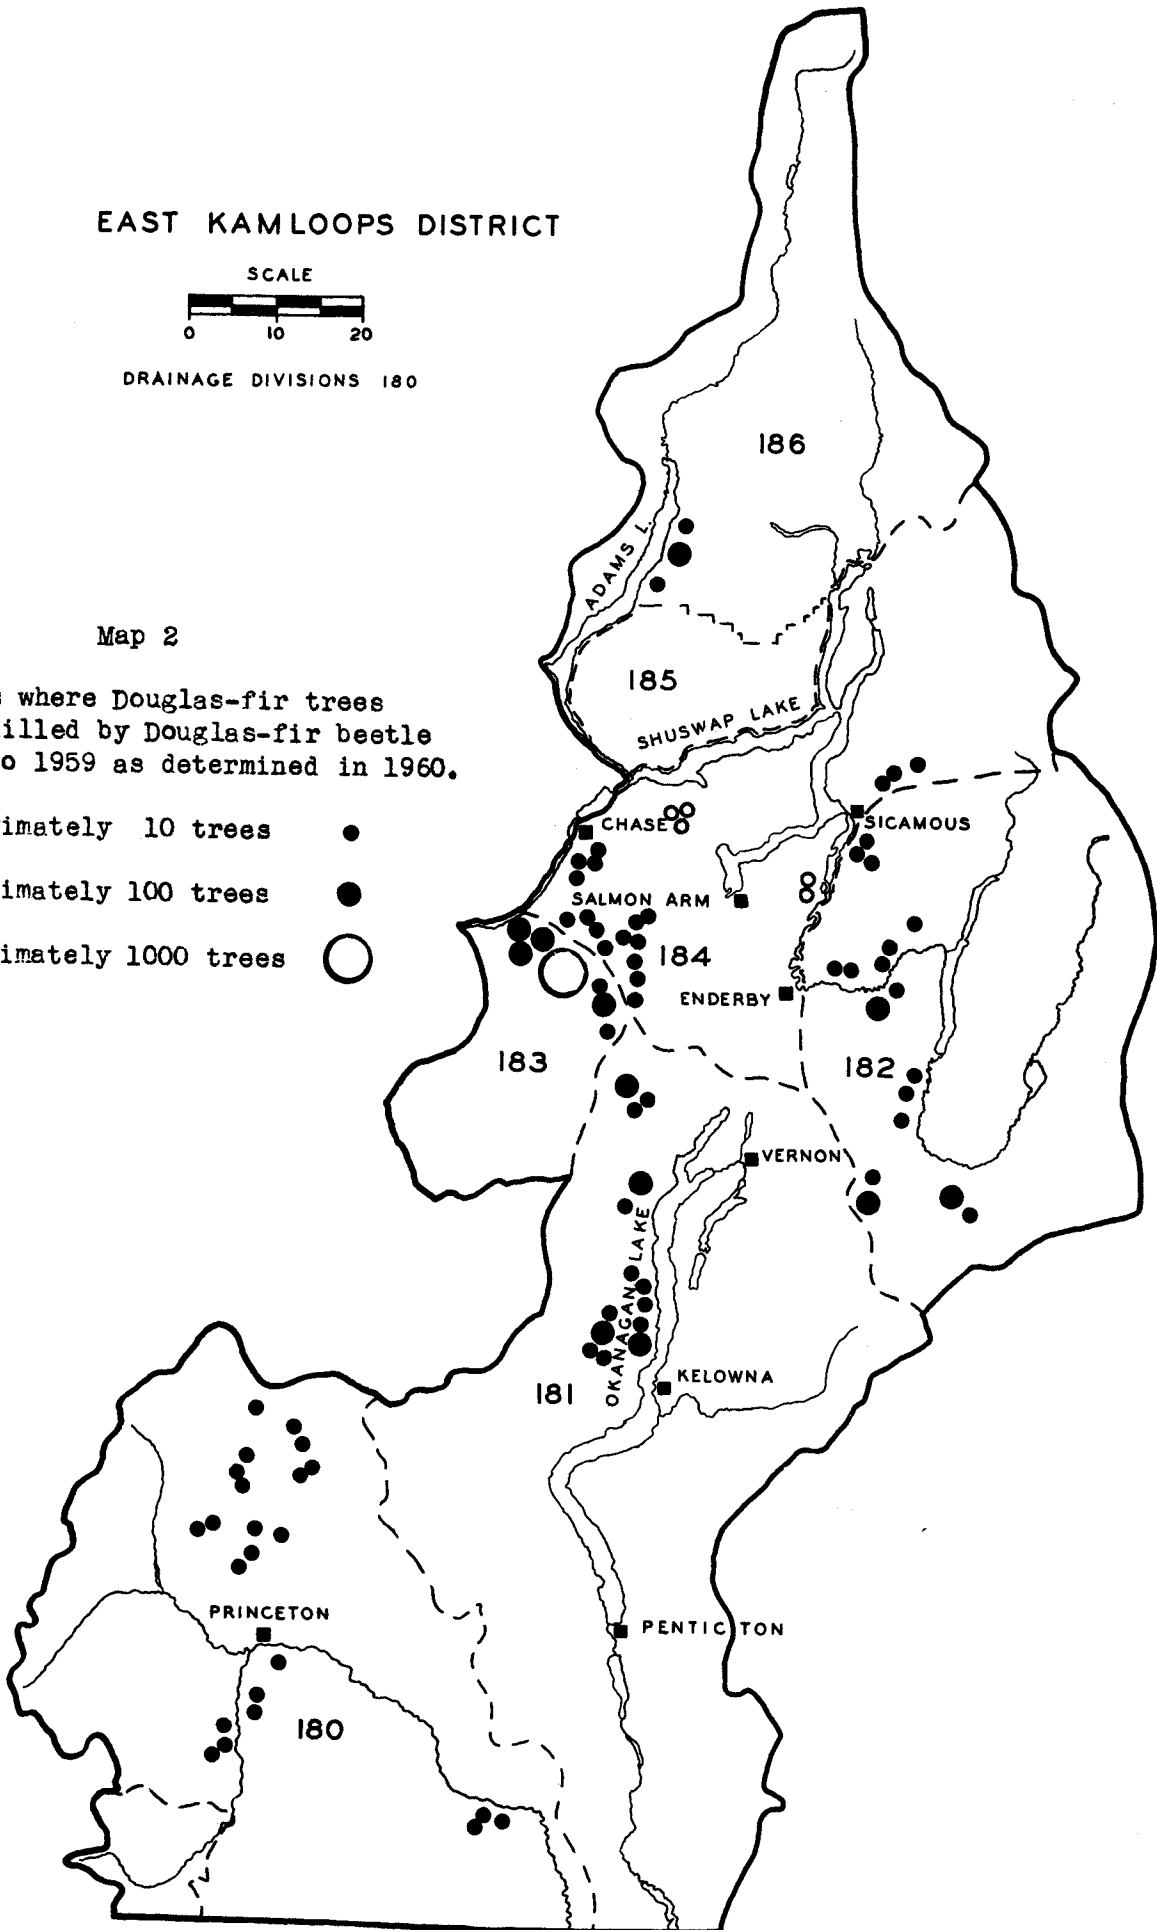 EAST KAMLOOPS DISTRICT
SCALE
0 10 20
DRAINAGE DIVISIONS 180
186
ADAMS L.
Map 2
where Douglas-fir trees
illed by Douglas-fir beetle
o 1959 as determined in 1960.
imately 10 trees
imately 100 trees
imately 1000 trees
185
SHUSWAP LAKE
CHASE
SICAMOUS
SALMON ARM
184
ENDERBY
183
182
VERNON
OKANAGAN LAKE
KELOWNA
181
PRINCETON
PENTICTON
180